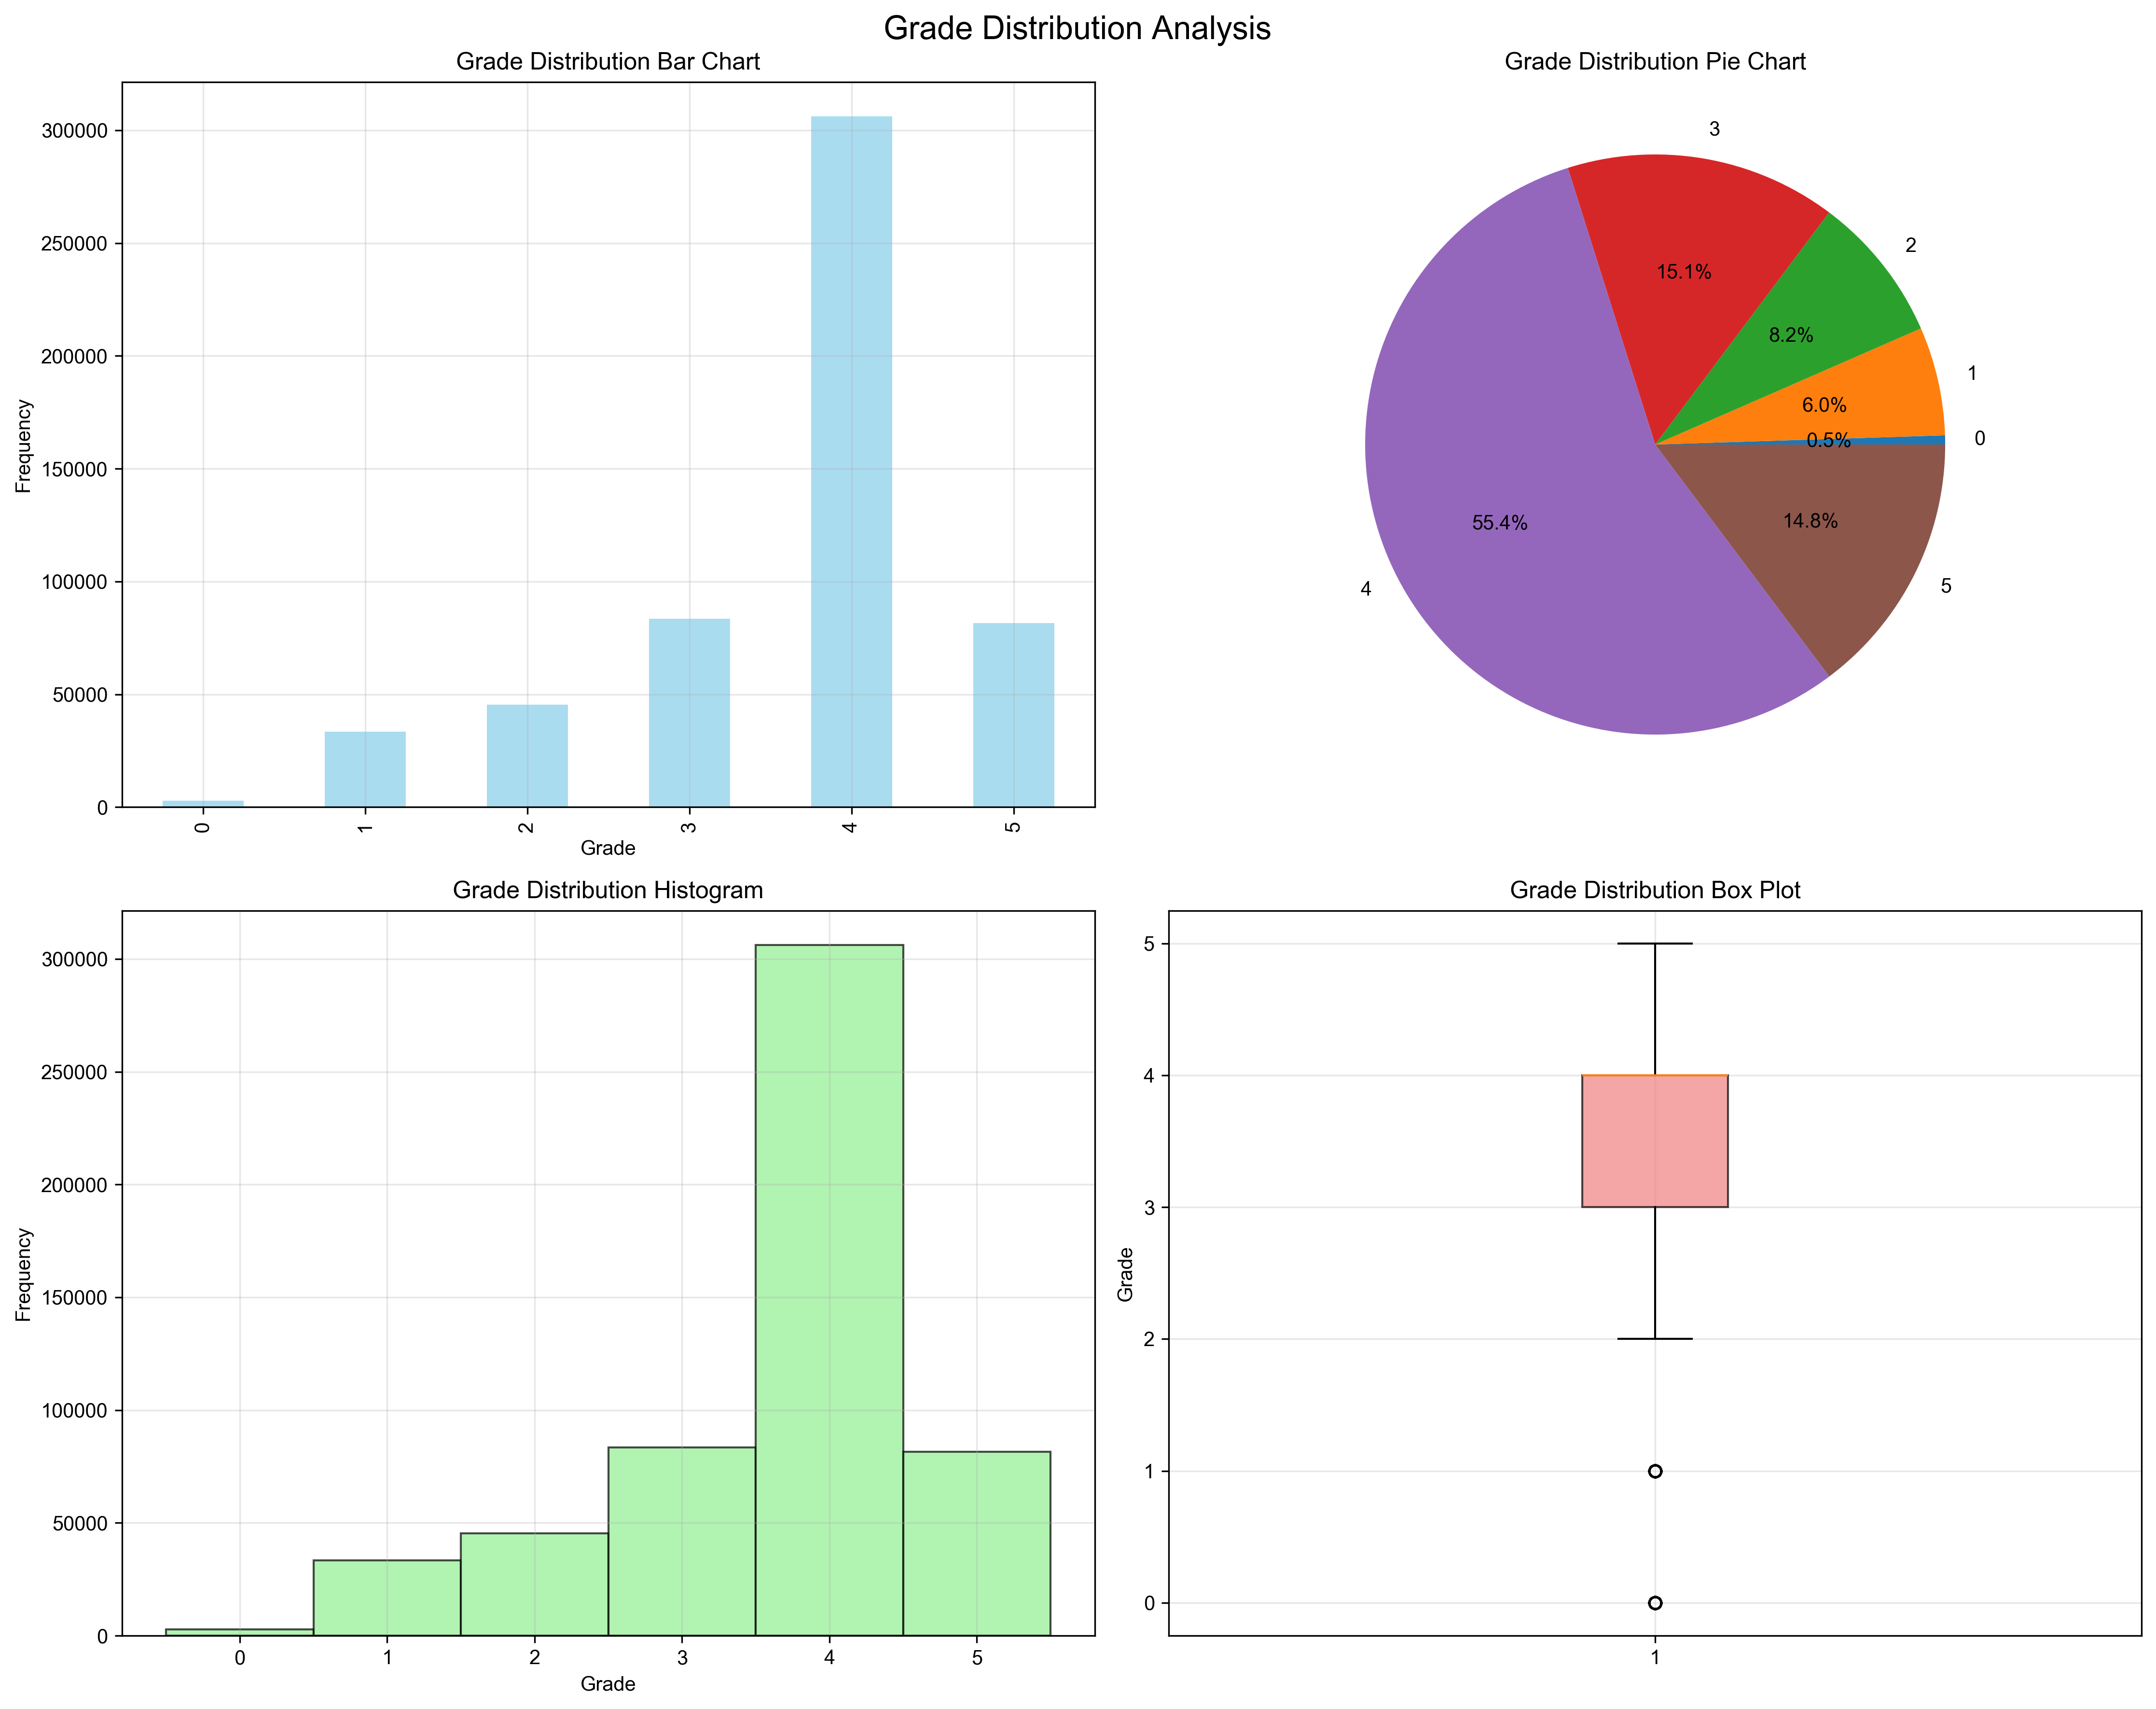 Grade Distribution Analysis
Grade Distribution Bar Chart
300000
250000
200000
150000
100000
50000
0
Frequency
0 1 2 3 4 5
Grade
Grade Distribution Pie Chart
3
2
1
0
5
4
15.1%
8.2%
6.0%
0.5%
14.8%
55.4%
Grade Distribution Histogram
300000
250000
200000
150000
100000
50000
0
Frequency
0 1 2 3 4 5
Grade
Grade Distribution Box Plot
5
4
3
2
1
0
Grade
1